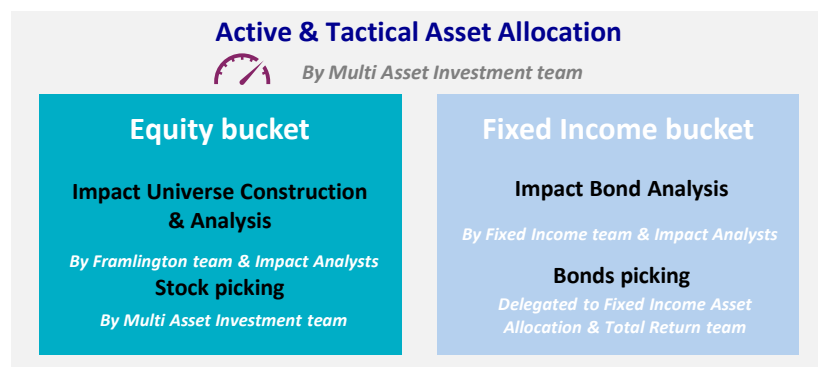 Active & Tactical Asset Allocation
By Multi Asset Investment team
Equity bucket
Impact Universe Construction
& Analysis
By Framlington team & Impact Analysts
Stock picking
By Multi Asset Investment team
Fixed Income bucket
Impact Bond Analysis
By Fixed Income team & Impact Analysts
Bonds picking
Delegated to Fixed Income Asset
Allocation & Total Return team